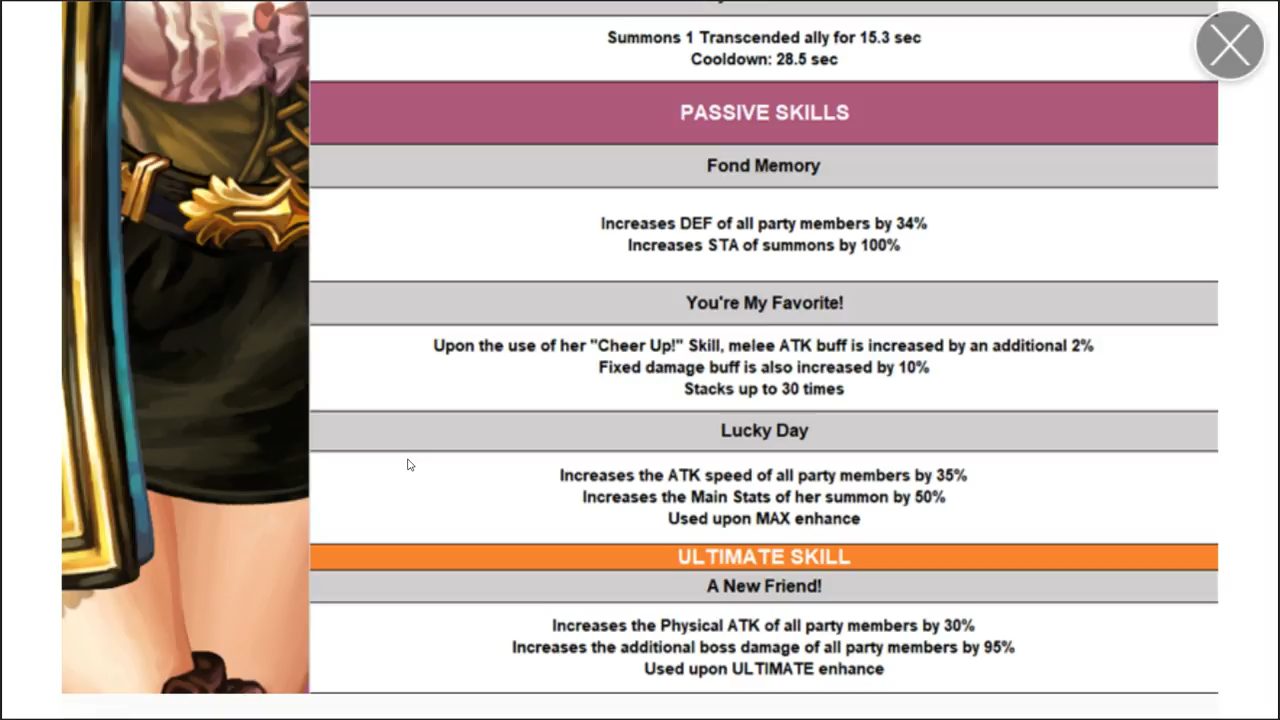 Summons 1 Transcended ally for 15.3 sec
Cooldown: 28.5 sec
PASSIVE SKILLS
Fond Memory
Increases DEF of all party members by 34%
Increases STA of summons by 100%
You're My Favorite!
Upon the use of her "Cheer Up!" Skill, melee ATK buff is increased by an additional 2%
Fixed damage buff is also increased by 10%
Stacks up to 30 times
Lucky Day
Increases the ATK speed of all party members by 35%
Increases the Main Stats of her summon by 50%
Used upon MAX enhance
ULTIMATE SKILL
A New Friend!
Increases the Physical ATK of all party members by 30%
Increases the additional boss damage of all party members by 95%
Used upon ULTIMATE enhance